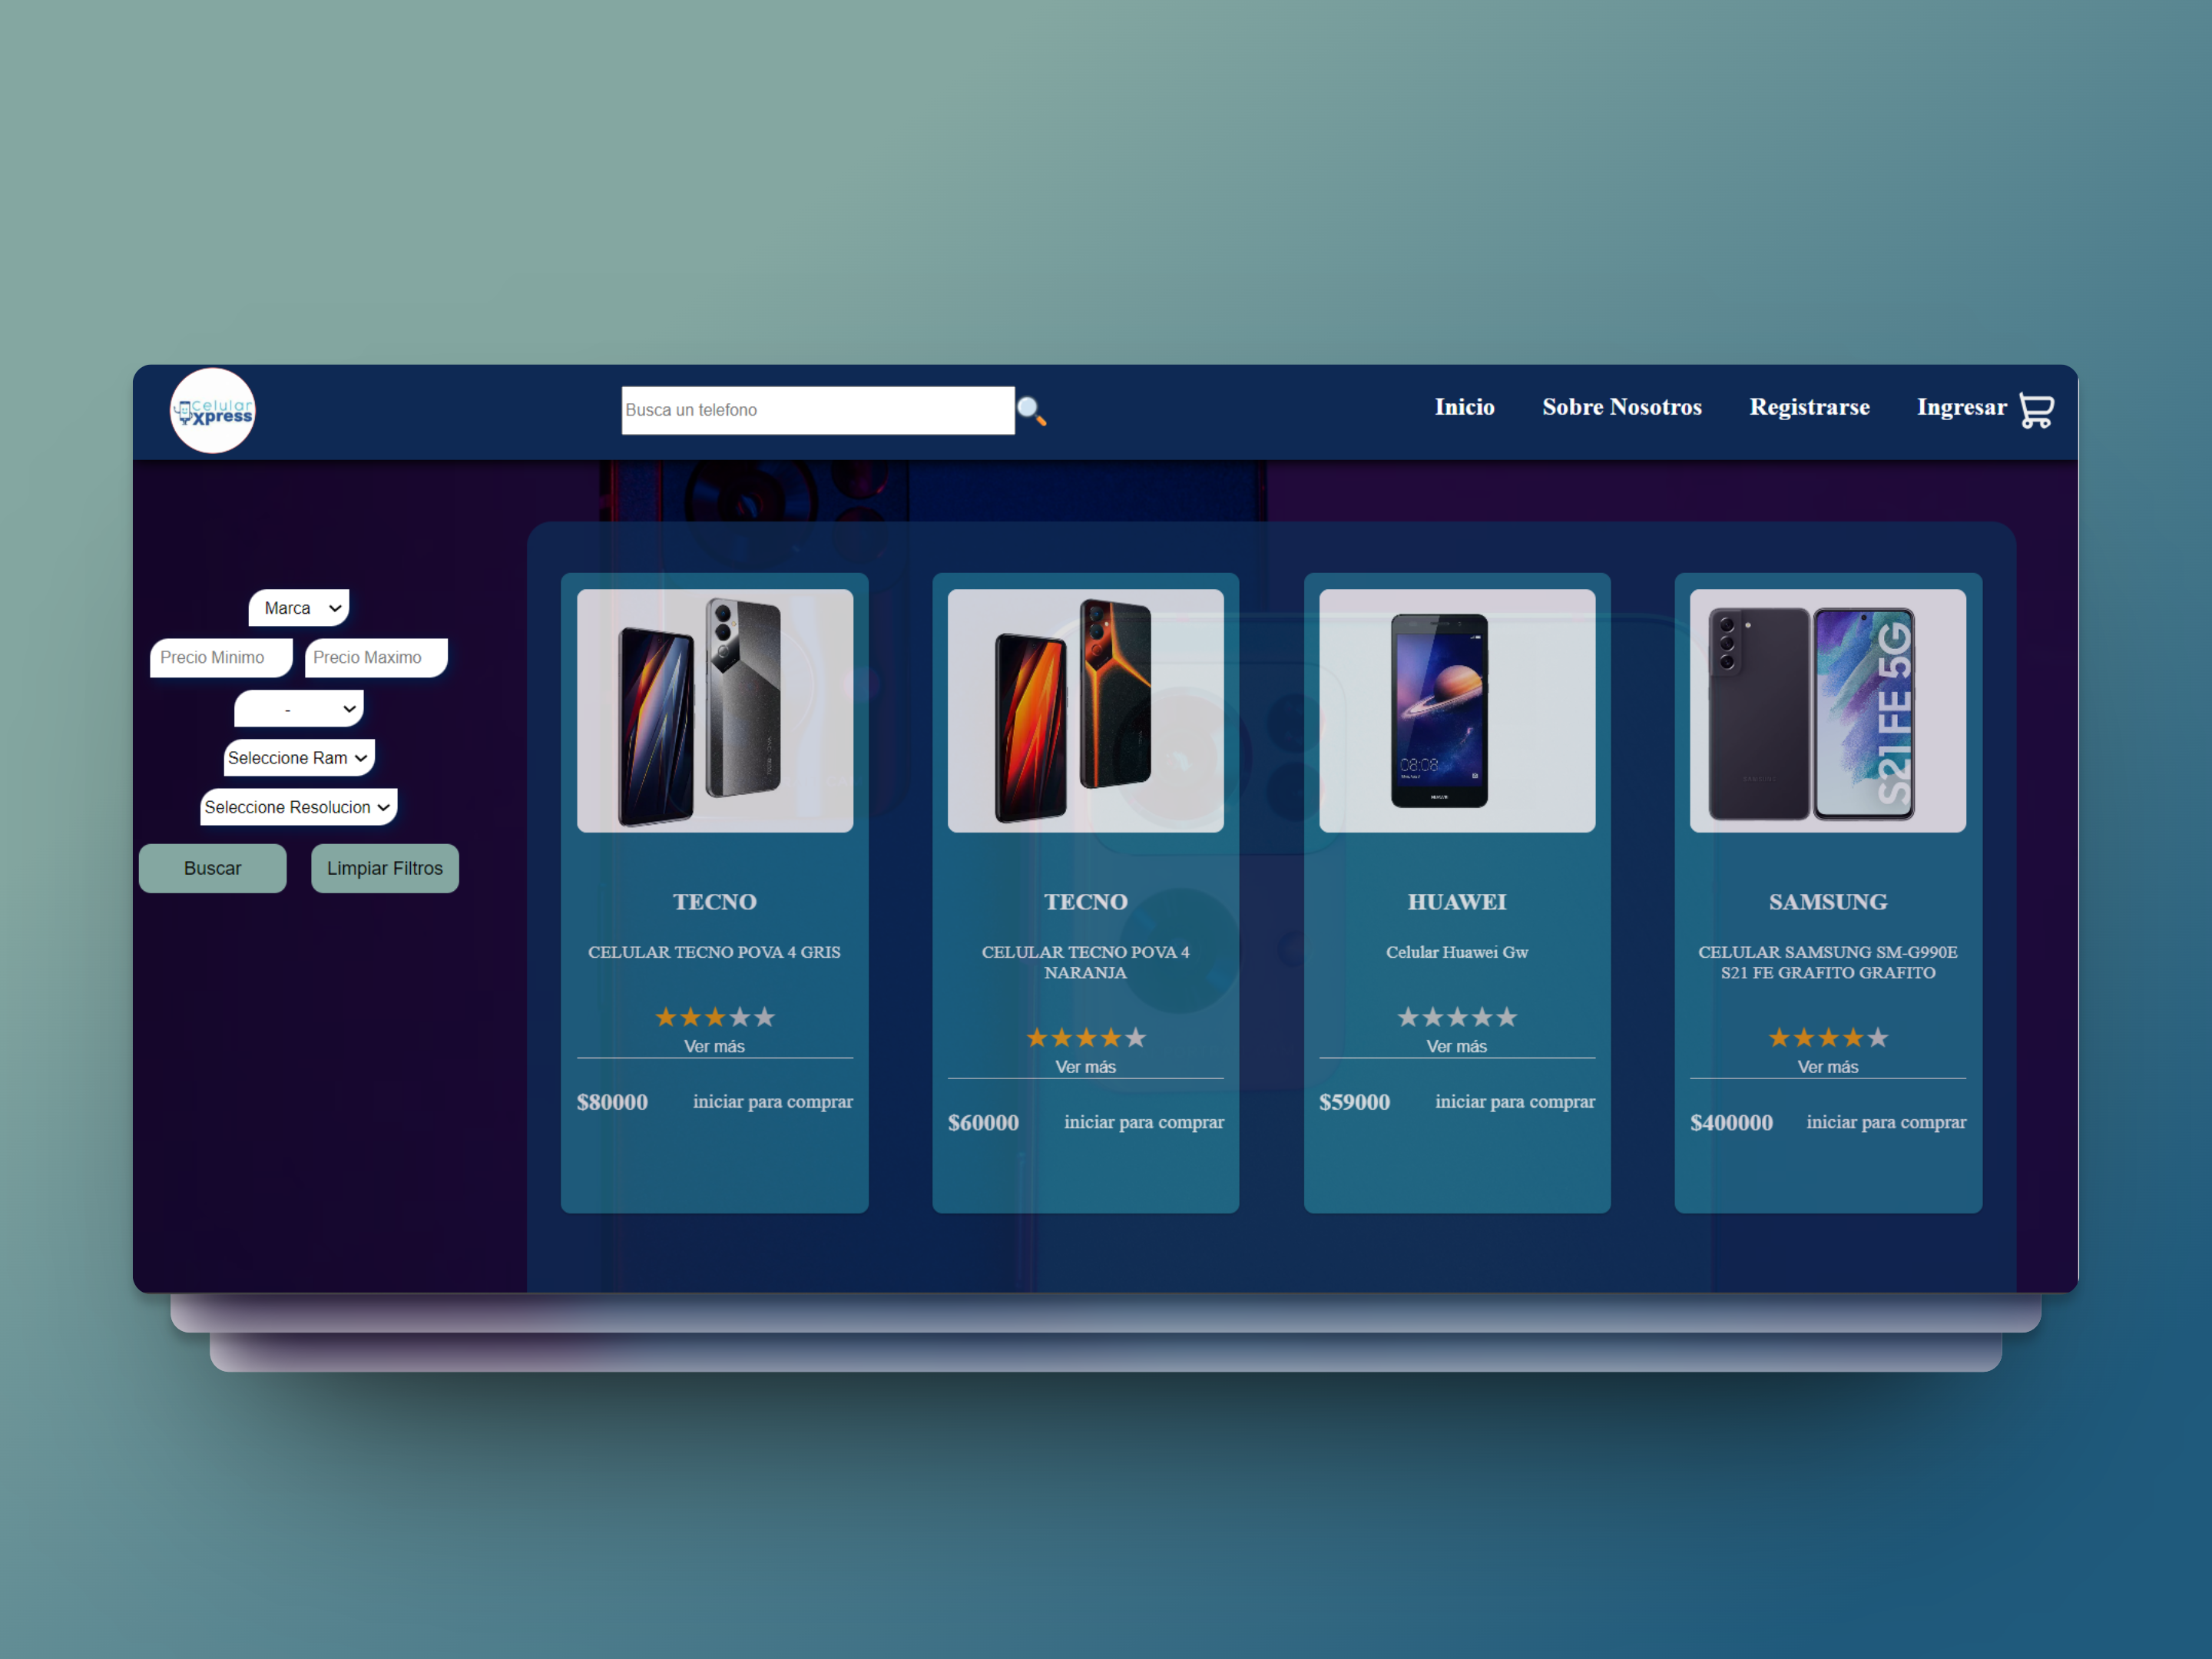 Celular
Xpress
Busca un telefono
Inicio
Sobre Nosotros
Registrarse
Ingresar
Marca
Precio Minimo
Precio Maximo
-
Seleccione Ram
Seleccione Resolucion
Buscar
Limpiar Filtros
TECNO
CELULAR TECNO POVA 4 GRIS
★★★★★
Ver más
$80000
iniciar para comprar
TECNO
CELULAR TECNO POVA 4
NARANJA
★★★★★
Ver más
$60000
iniciar para comprar
08:08
HUAWEI
HUAWEI
Celular Huawei Gw
★★★★★
Ver más
$59000
iniciar para comprar
SAMSUNG
S21 FE 5G
SAMSUNG
CELULAR SAMSUNG SM-G990E
S21 FE GRAFITO GRAFITO
★★★★★
Ver más
$400000
iniciar para comprar